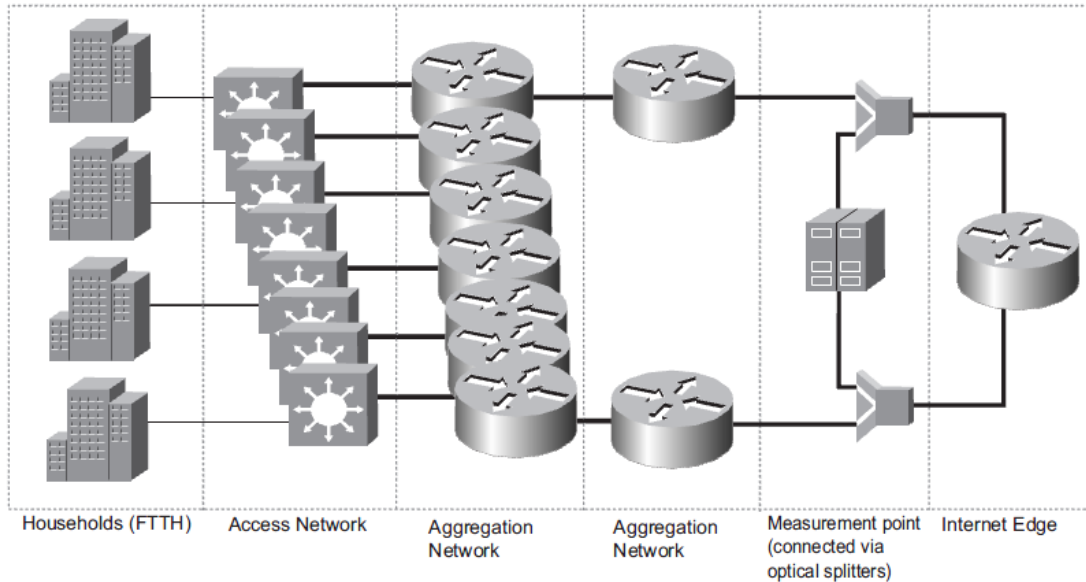 Households (FTTH)
Access Network
Aggregation
Network
Aggregation
Network
Measurement point
(connected via
optical splitters)
Internet Edge